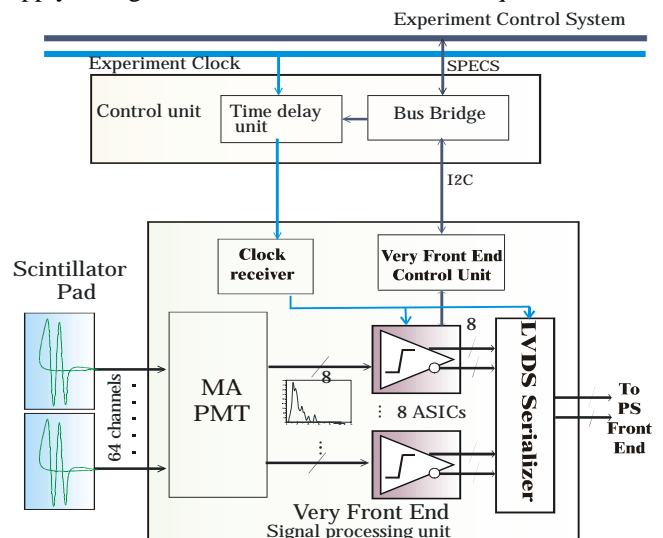 Experiment Control System
Experiment Clock
SPECS
Control unit
Time delay
unit
Bus Bridge
I2C
Clock
receiver
Very Front End
Control Unit
Scintillator
Pad
64 channels
MA
PMT
8
8
8 ASICs
LVDS Serializer
To
PS
Front
End
Very Front End
Signal processing unit